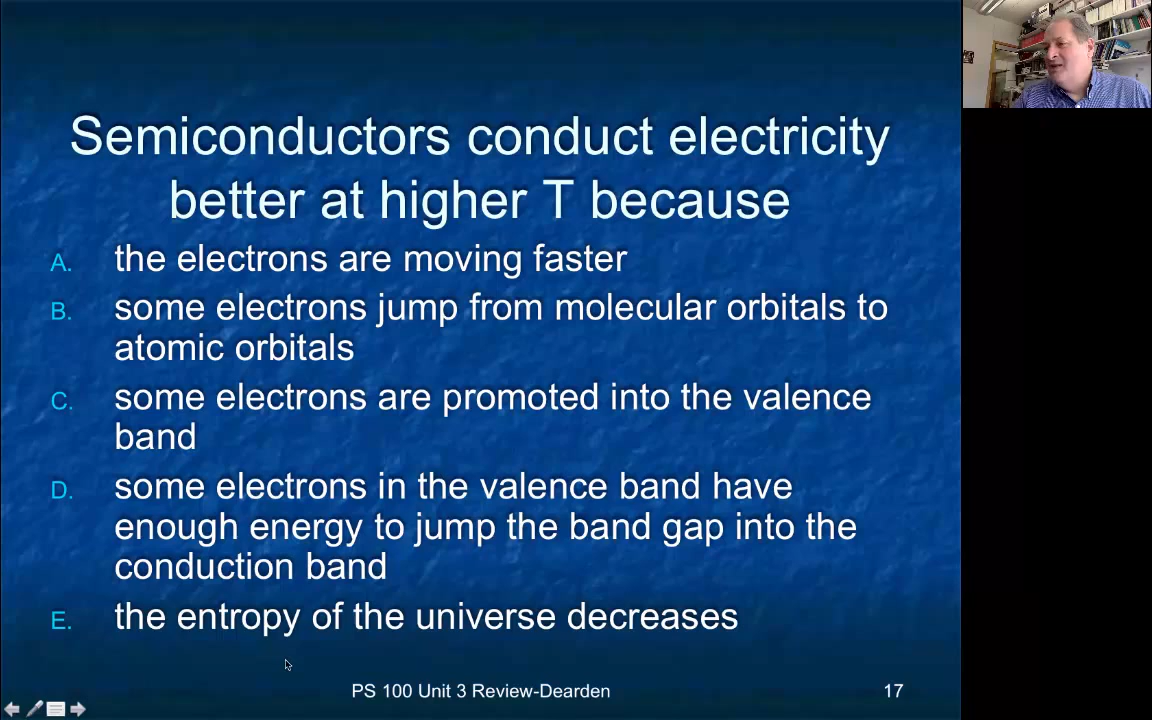 Semiconductors conduct electricity
better at higher T because
A. the electrons are moving faster
B. some electrons jump from molecular orbitals to
atomic orbitals
C. some electrons are promoted into the valence
band
D. some electrons in the valence band have
enough energy to jump the band gap into the
conduction band
E. the entropy of the universe decreases
PS 100 Unit 3 Review-Dearden 17